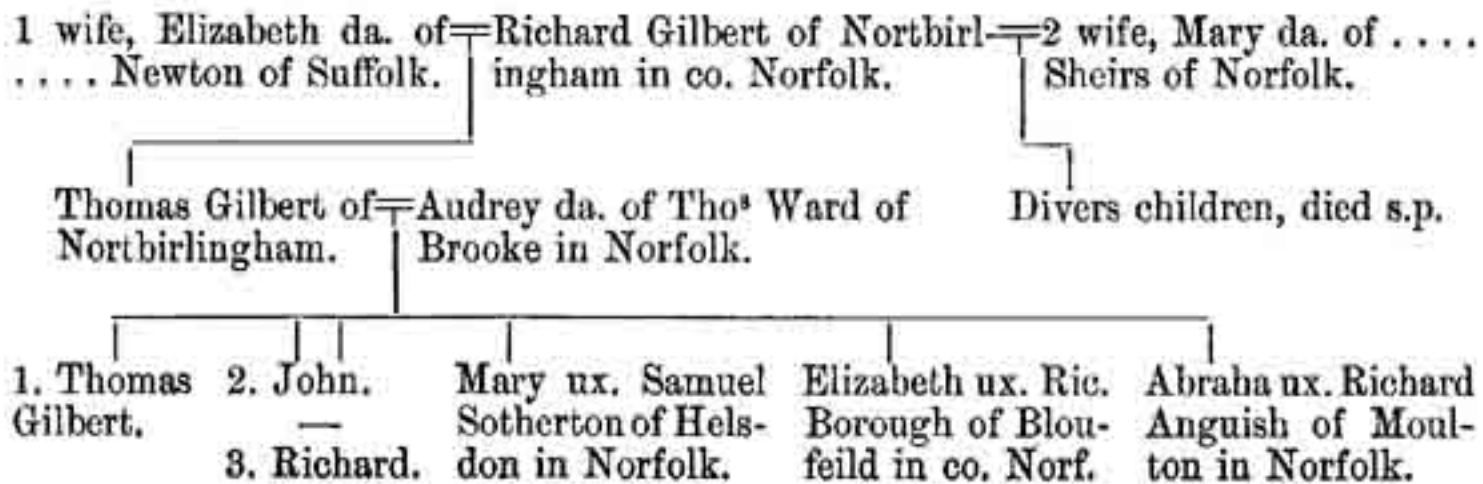 1 wife, Elizabeth da. of
. . . . Newton of Suffolk.
Richard Gilbert of Nortbirl-
ingham in co. Norfolk.
2 wife, Mary da. of . . . .
Sheirs of Norfolk.
Thomas Gilbert of
Nortbirlingham.
Audrey da. of Thoˢ Ward of
Brooke in Norfolk.
Divers children, died s.p.
1. Thomas
Gilbert.
2. John.
—
3. Richard.
Mary ux. Samuel
Sotherton of Hels-
don in Norfolk.
Elizabeth ux. Ric.
Borough of Blou-
feild in co. Norf.
Abraha ux. Richard
Anguish of Moul-
ton in Norfolk.